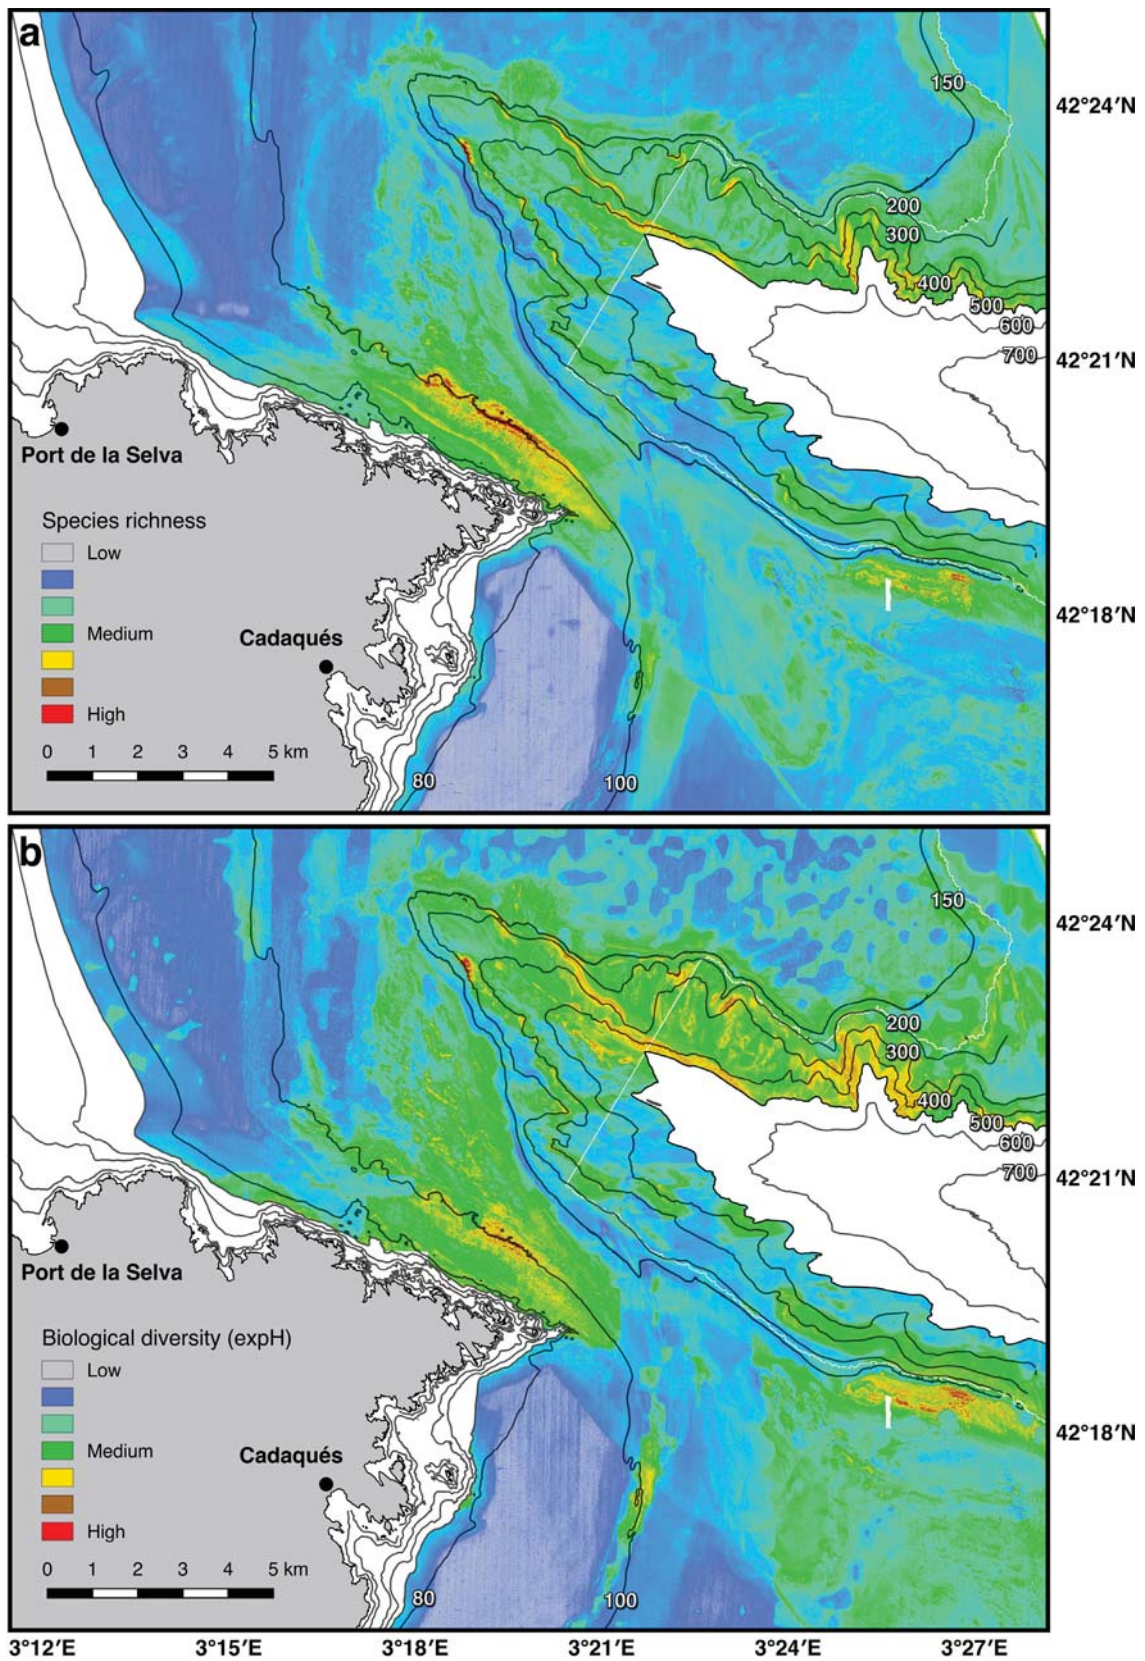 a
150
42°24′N
200
300
400
500
600
700
42°21′N
Port de la Selva
Species richness
Low
Medium
High
Cadaqués
42°18′N
0 1 2 3 4 5 km
80
100
b
150
42°24′N
200
300
400
500
600
700
42°21′N
Port de la Selva
Biological diversity (expH)
Low
Medium
High
Cadaqués
42°18′N
0 1 2 3 4 5 km
80
100
3°12′E 3°15′E 3°18′E 3°21′E 3°24′E 3°27′E